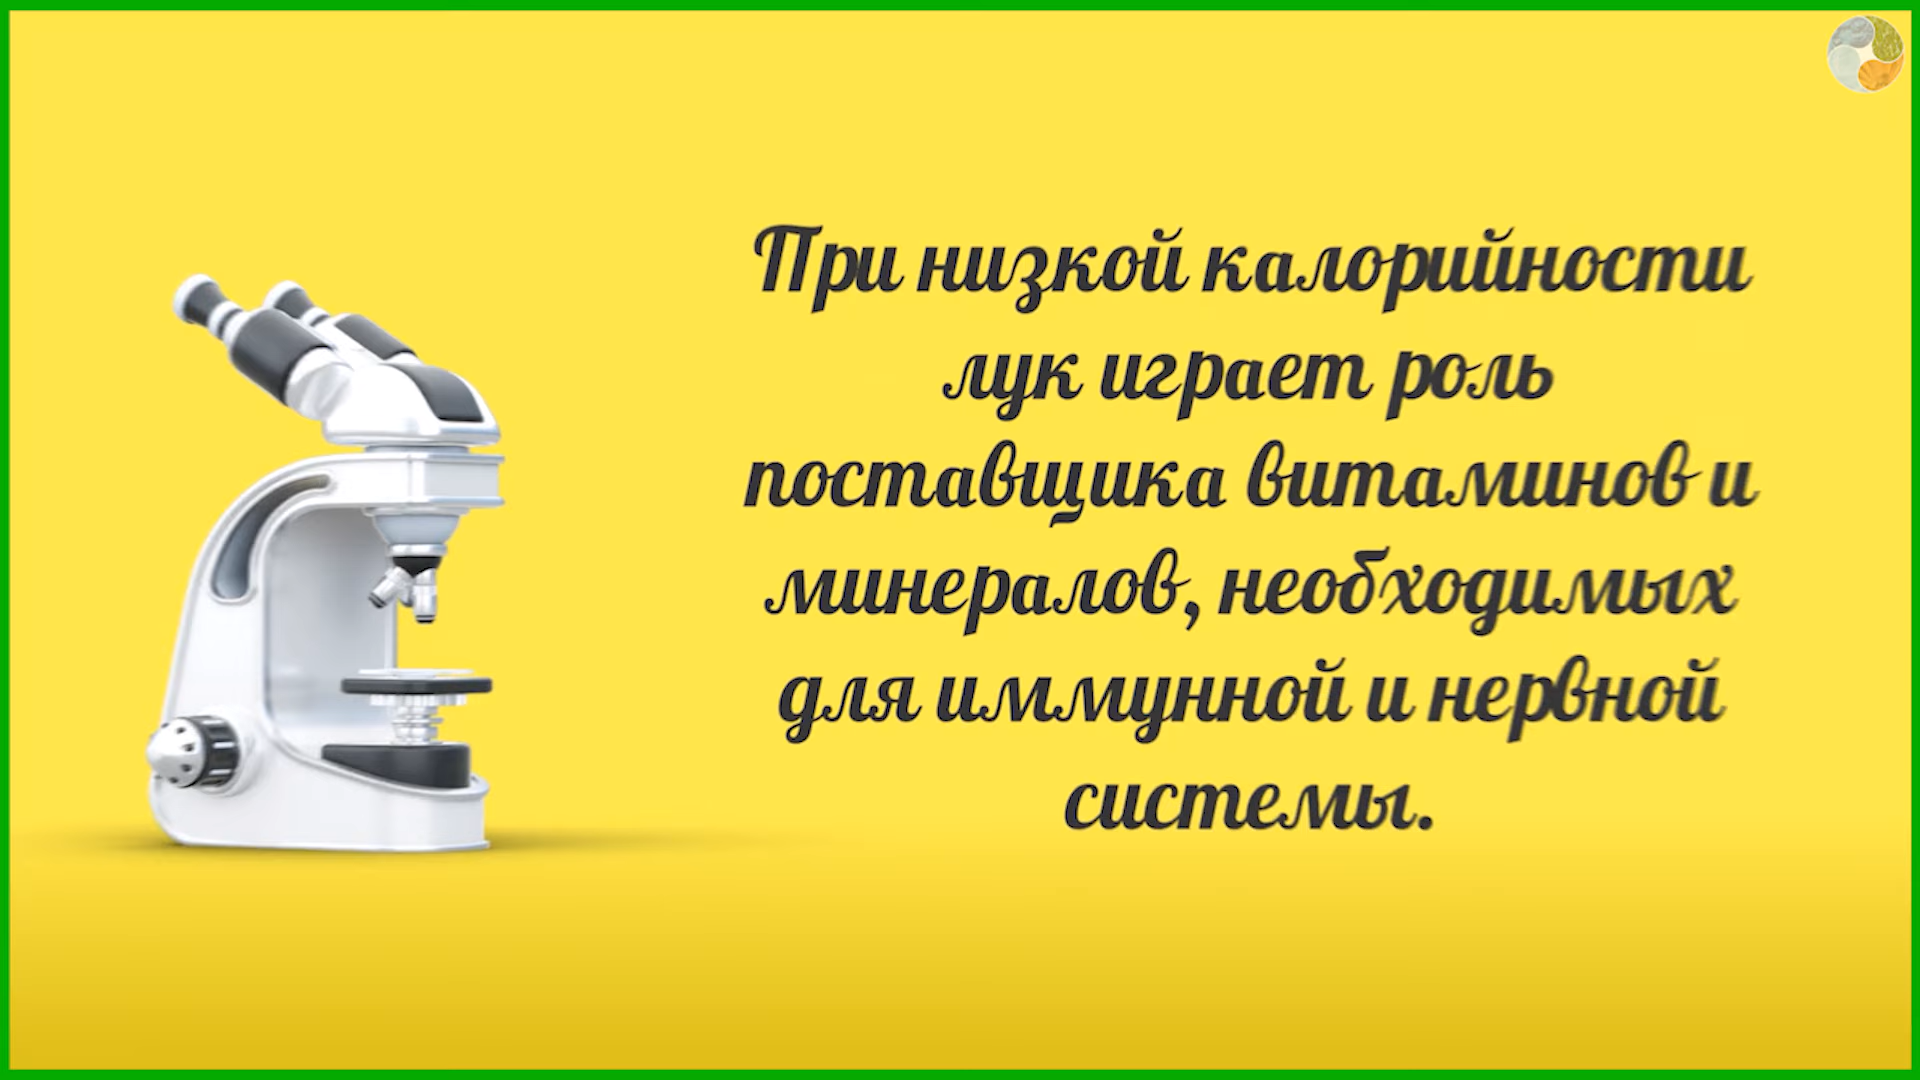 При низкой калорийности
лук играет роль
поставщика витаминов и
минералов, необходимых
для иммунной и нервной
системы.